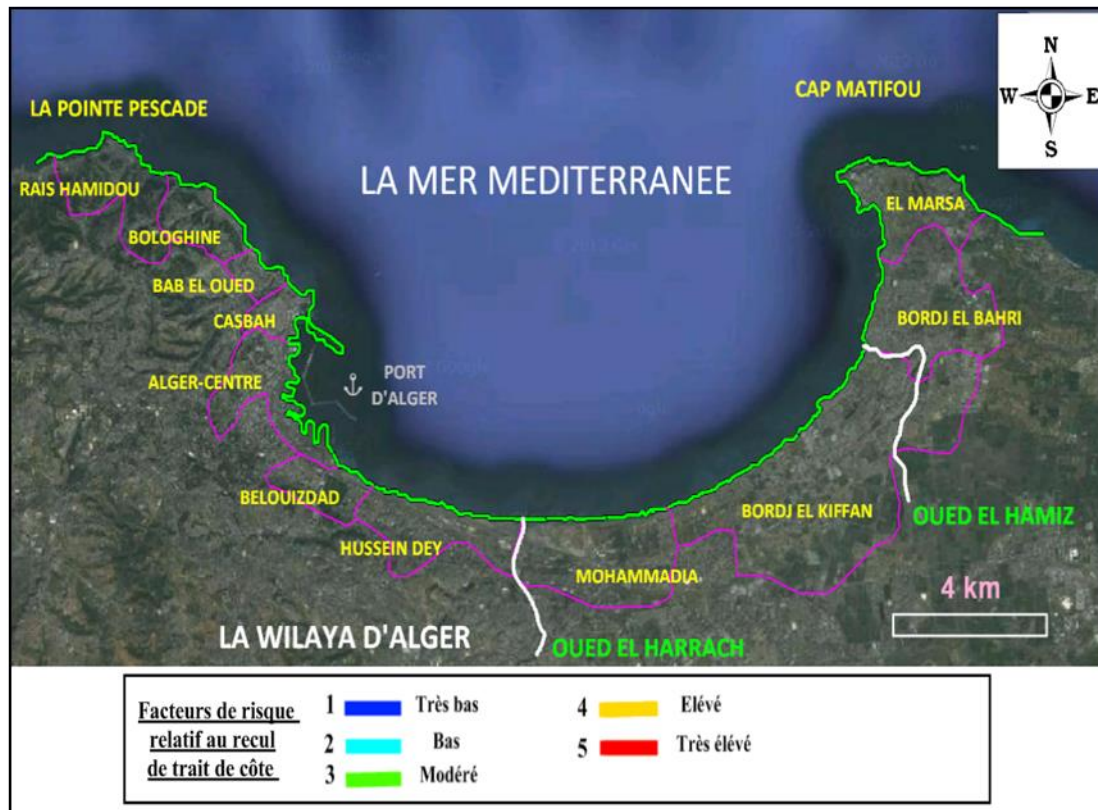 N
W E
S
LA POINTE PESCADE
CAP MATIFOU
LA MER MEDITERRANEE
RAIS HAMIDOU
EL MARSA
BOLOGHINE
BAB EL OUED
CASBAH
BORDJ EL BAHRI
ALGER-CENTRE
PORT
D'ALGER
BELOUIZDAD
BORDJ EL KIFFAN
OUED EL HAMIZ
HUSSEIN DEY
MOHAMMADIA
4 km
LA WILAYA D'ALGER
OUED EL HARRACH
Facteurs de risque
relatif au recul
de trait de côte
1 Très bas
2 Bas
3 Modéré
4 Elévé
5 Très élévé